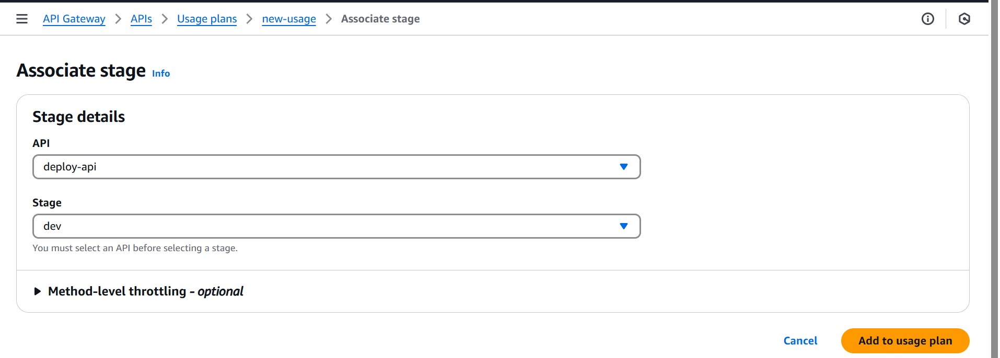 API Gateway > APIs > Usage plans > new-usage > Associate stage
Associate stage Info
Stage details
API
deploy-api
Stage
dev
You must select an API before selecting a stage.
Method-level throttling - optional
Cancel Add to usage plan